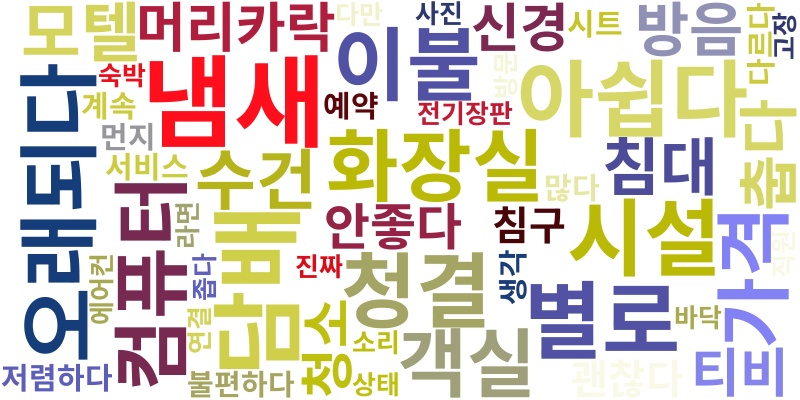 모텔
머리카락
다만
사진
신경
시트
방음
다르다
고장
숙박
냄새
이불
방문
아쉽다
계속
예약
전기장판
오래되다
먼지
서비스
수건
화장실
많다
침대
춥다
컴퓨터
라면
담배
안좋다
침구
시설
가격
직원
에어컨
좁다
진짜
생각
청결
별로
바닥
연결
청소
소리
객실
티비
저렴하다
불편하다
상태
괜찮다